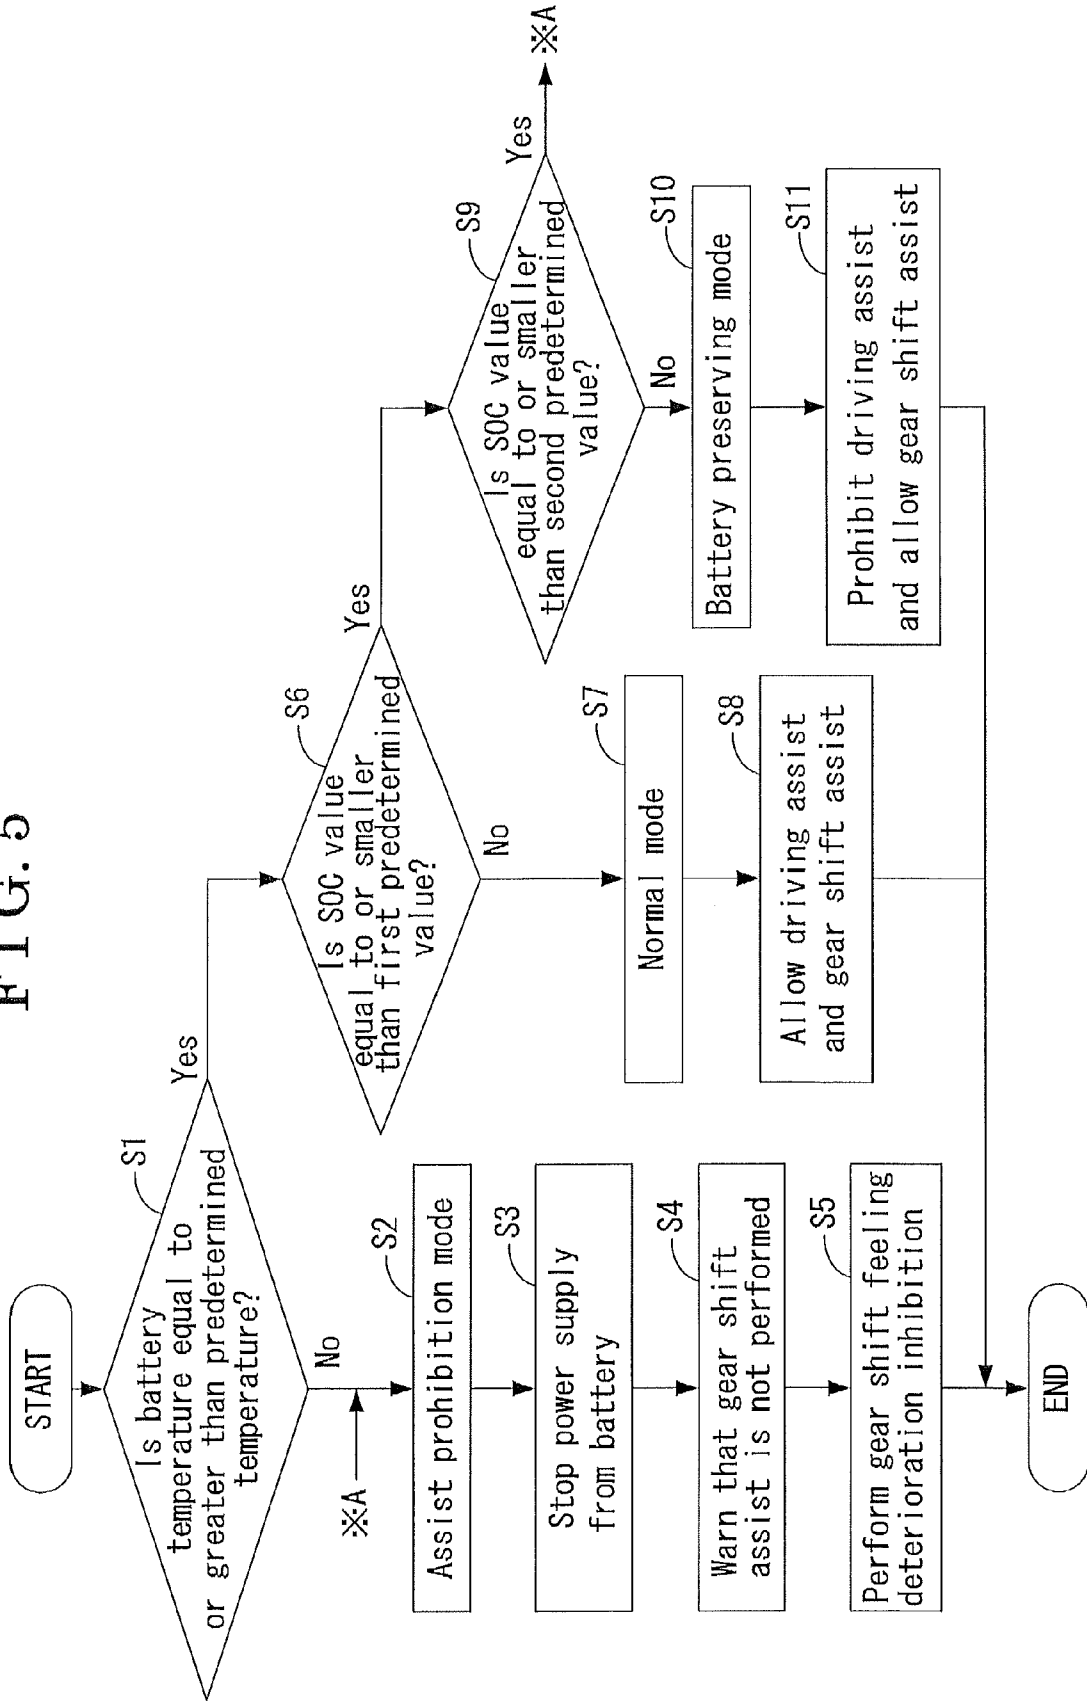 FIG. 5
START
Is battery
temperature equal to
or greater than predetermined
temperature?
S1
Yes
No
※A
Assist prohibition mode
S2
Stop power supply
from battery
S3
Warn that gear shift
assist is not performed
S4
Perform gear shift feeling
deterioration inhibition
S5
Is SOC value
equal to or smaller
than first predetermined
value?
S6
Yes
No
Normal mode
S7
Allow driving assist
and gear shift assist
S8
Is SOC value
equal to or smaller
than second predetermined
value?
S9
Yes
※A
No
Battery preserving mode
S10
Prohibit driving assist
and allow gear shift assist
S11
END